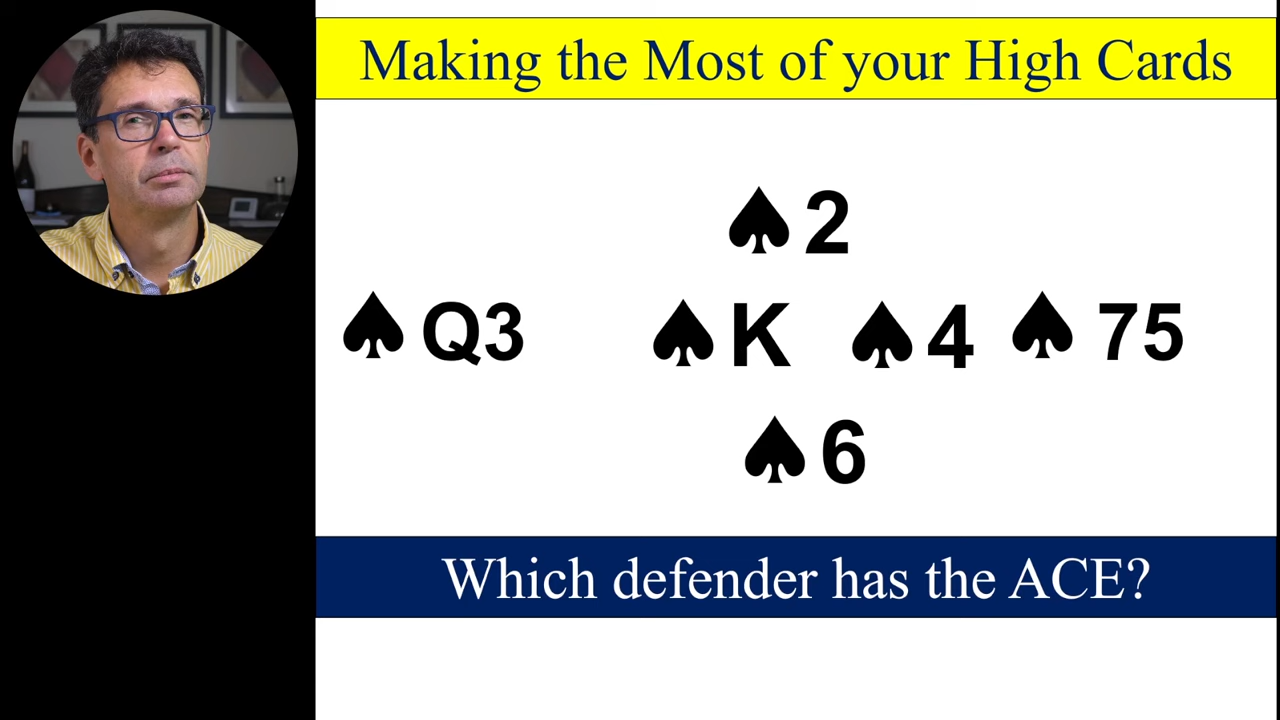 Making the Most of your High Cards
♠2
♠Q3 ♠K ♠4 ♠75
♠6
Which defender has the ACE?